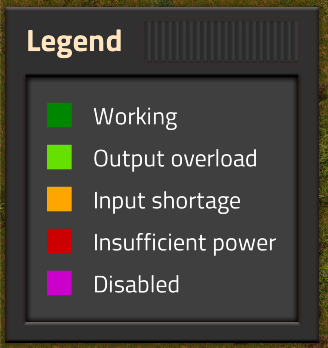 Legend
Working
Output overload
Input shortage
Insufficient power
Disabled